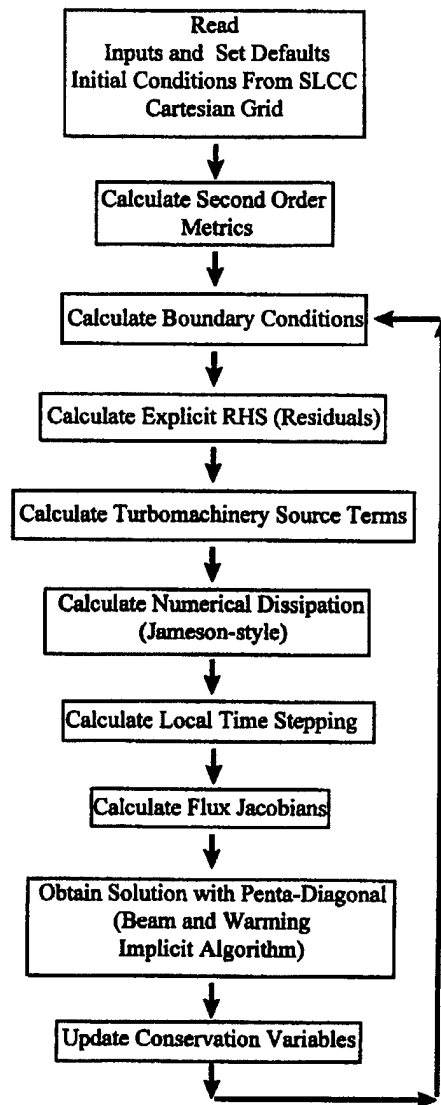 Read
Inputs and Set Defaults
Initial Conditions From SLCC
Cartesian Grid
Calculate Second Order
Metrics
Calculate Boundary Conditions
Calculate Explicit RHS (Residuals)
Calculate Turbomachinery Source Terms
Calculate Numerical Dissipation
(Jameson-style)
Calculate Local Time Stepping
Calculate Flux Jacobians
Obtain Solution with Penta-Diagonal
(Beam and Warming
Implicit Algorithm)
Update Conservation Variables